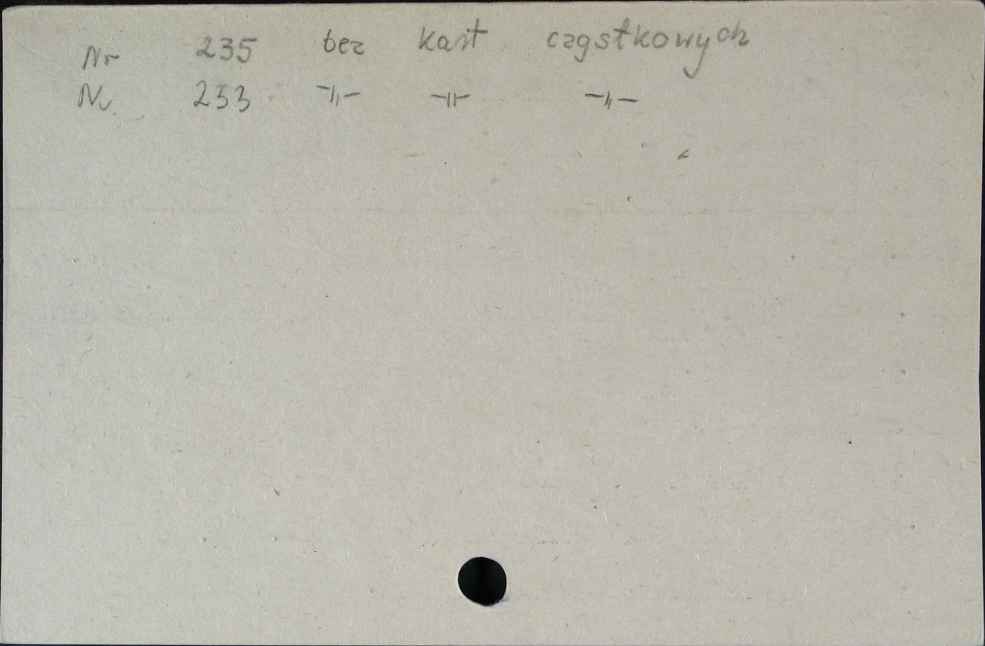 Nr 235 bez kart cząstkowych
Nr 233 -||- -||- -||-